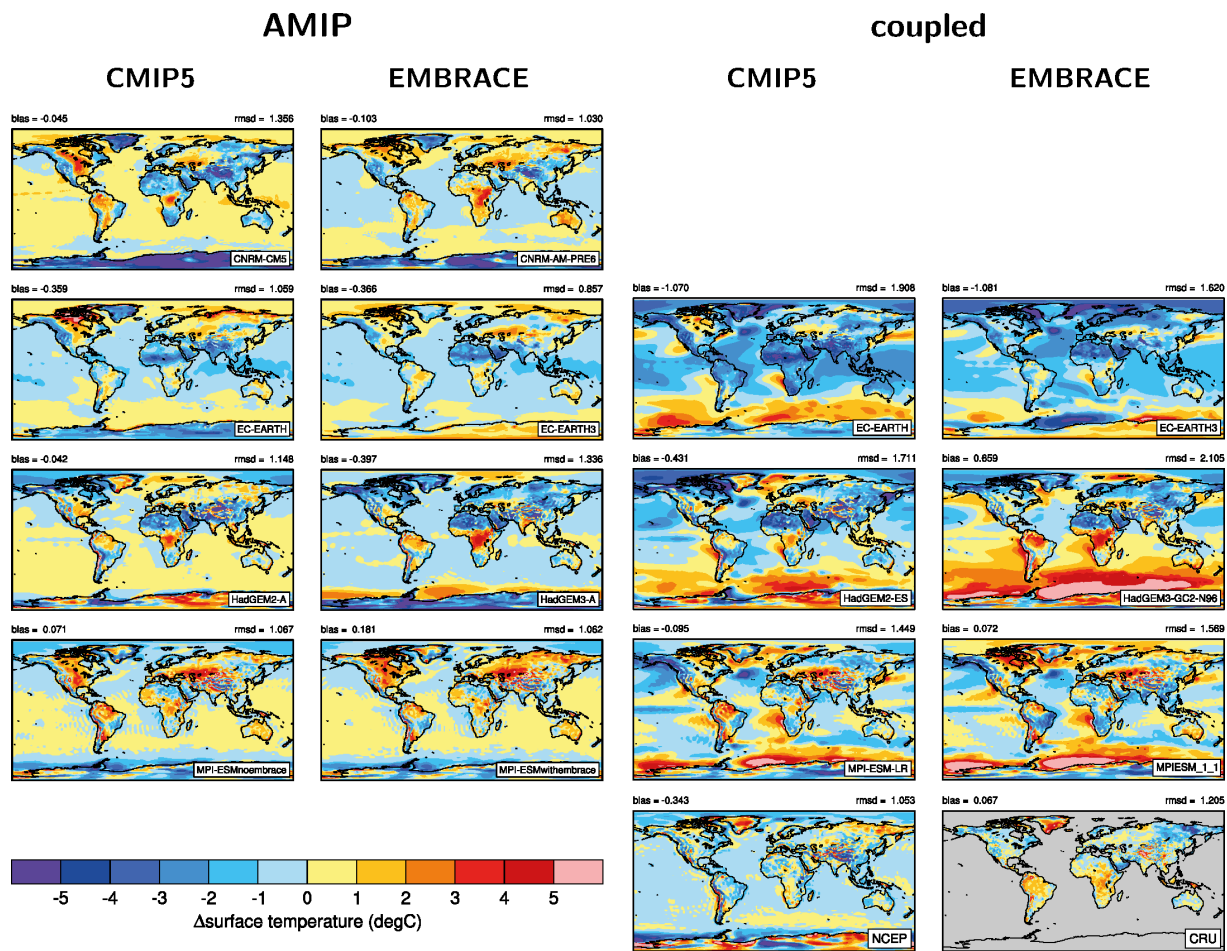 AMIP coupled
CMIP5 EMBRACE CMIP5 EMBRACE
bias = -0.045 rmsd = 1.356 bias = -0.103 rmsd = 1.030
CNRM-CM5 CNRM-AM-PRE6
bias = -0.359 rmsd = 1.059 bias = -0.366 rmsd = 0.857 bias = -1.070 rmsd = 1.908 bias = -1.081 rmsd = 1.620
EC-EARTH EC-EARTH3 EC-EARTH EC-EARTH3
bias = -0.042 rmsd = 1.148 bias = -0.397 rmsd = 1.336 bias = -0.431 rmsd = 1.711 bias = 0.659 rmsd = 2.105
HadGEM2-A HadGEM3-A HadGEM2-ES HadGEM3-GC2-N96
bias = 0.071 rmsd = 1.067 bias = 0.181 rmsd = 1.062 bias = -0.095 rmsd = 1.449 bias = 0.072 rmsd = 1.569
MPI-ESMnoembrace MPI-ESMwithembrace MPI-ESM-LR MPIESM_1_1
bias = -0.343 rmsd = 1.053 bias = 0.067 rmsd = 1.205
-5 -4 -3 -2 -1 0 1 2 3 4 5
Δsurface temperature (degC)
NCEP CRU